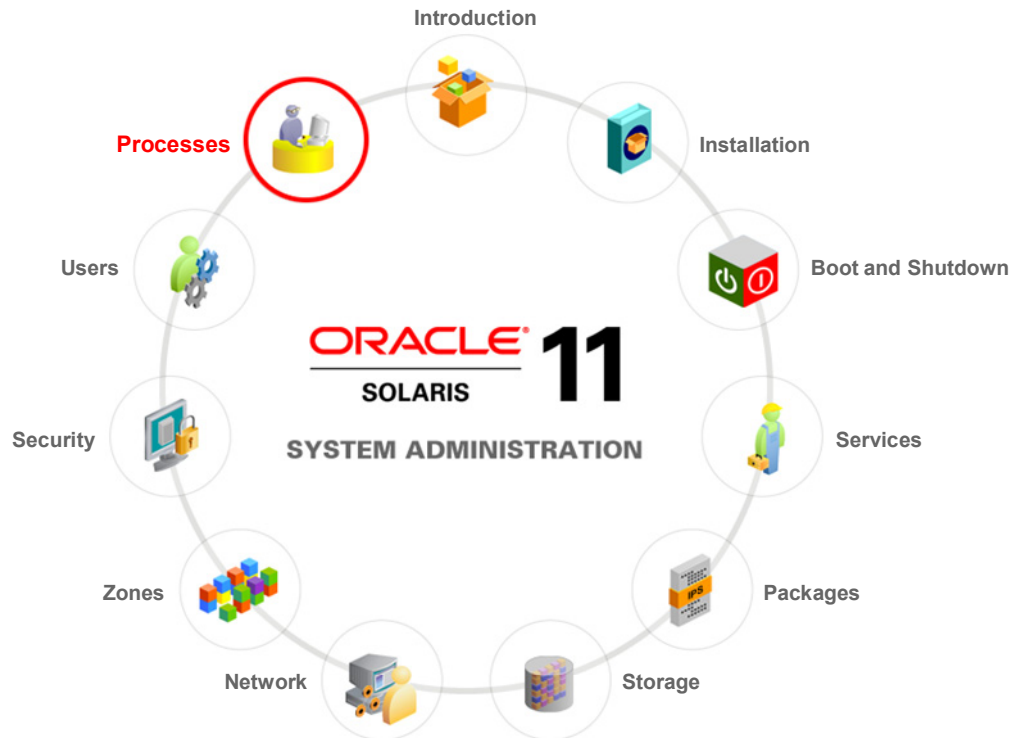 Introduction
Processes
Installation
Users
Boot and Shutdown
ORACLE® 11
SOLARIS
SYSTEM ADMINISTRATION
Security
Services
Zones
IPS
Packages
Network
Storage